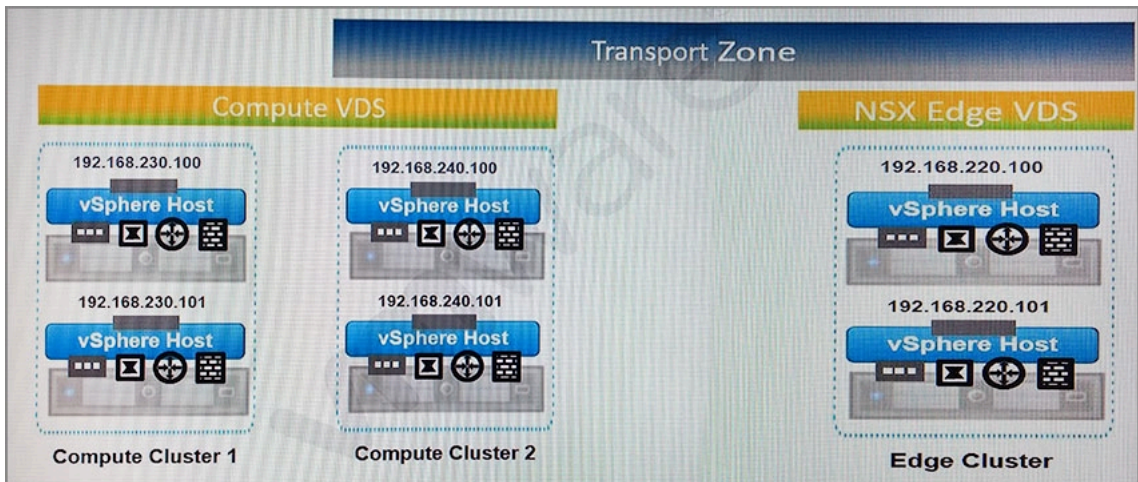 Transport Zone
Compute VDS
NSX Edge VDS
192.168.230.100
vSphere Host
192.168.230.101
vSphere Host
Compute Cluster 1
192.168.240.100
vSphere Host
192.168.240.101
vSphere Host
Compute Cluster 2
192.168.220.100
vSphere Host
192.168.220.101
vSphere Host
Edge Cluster